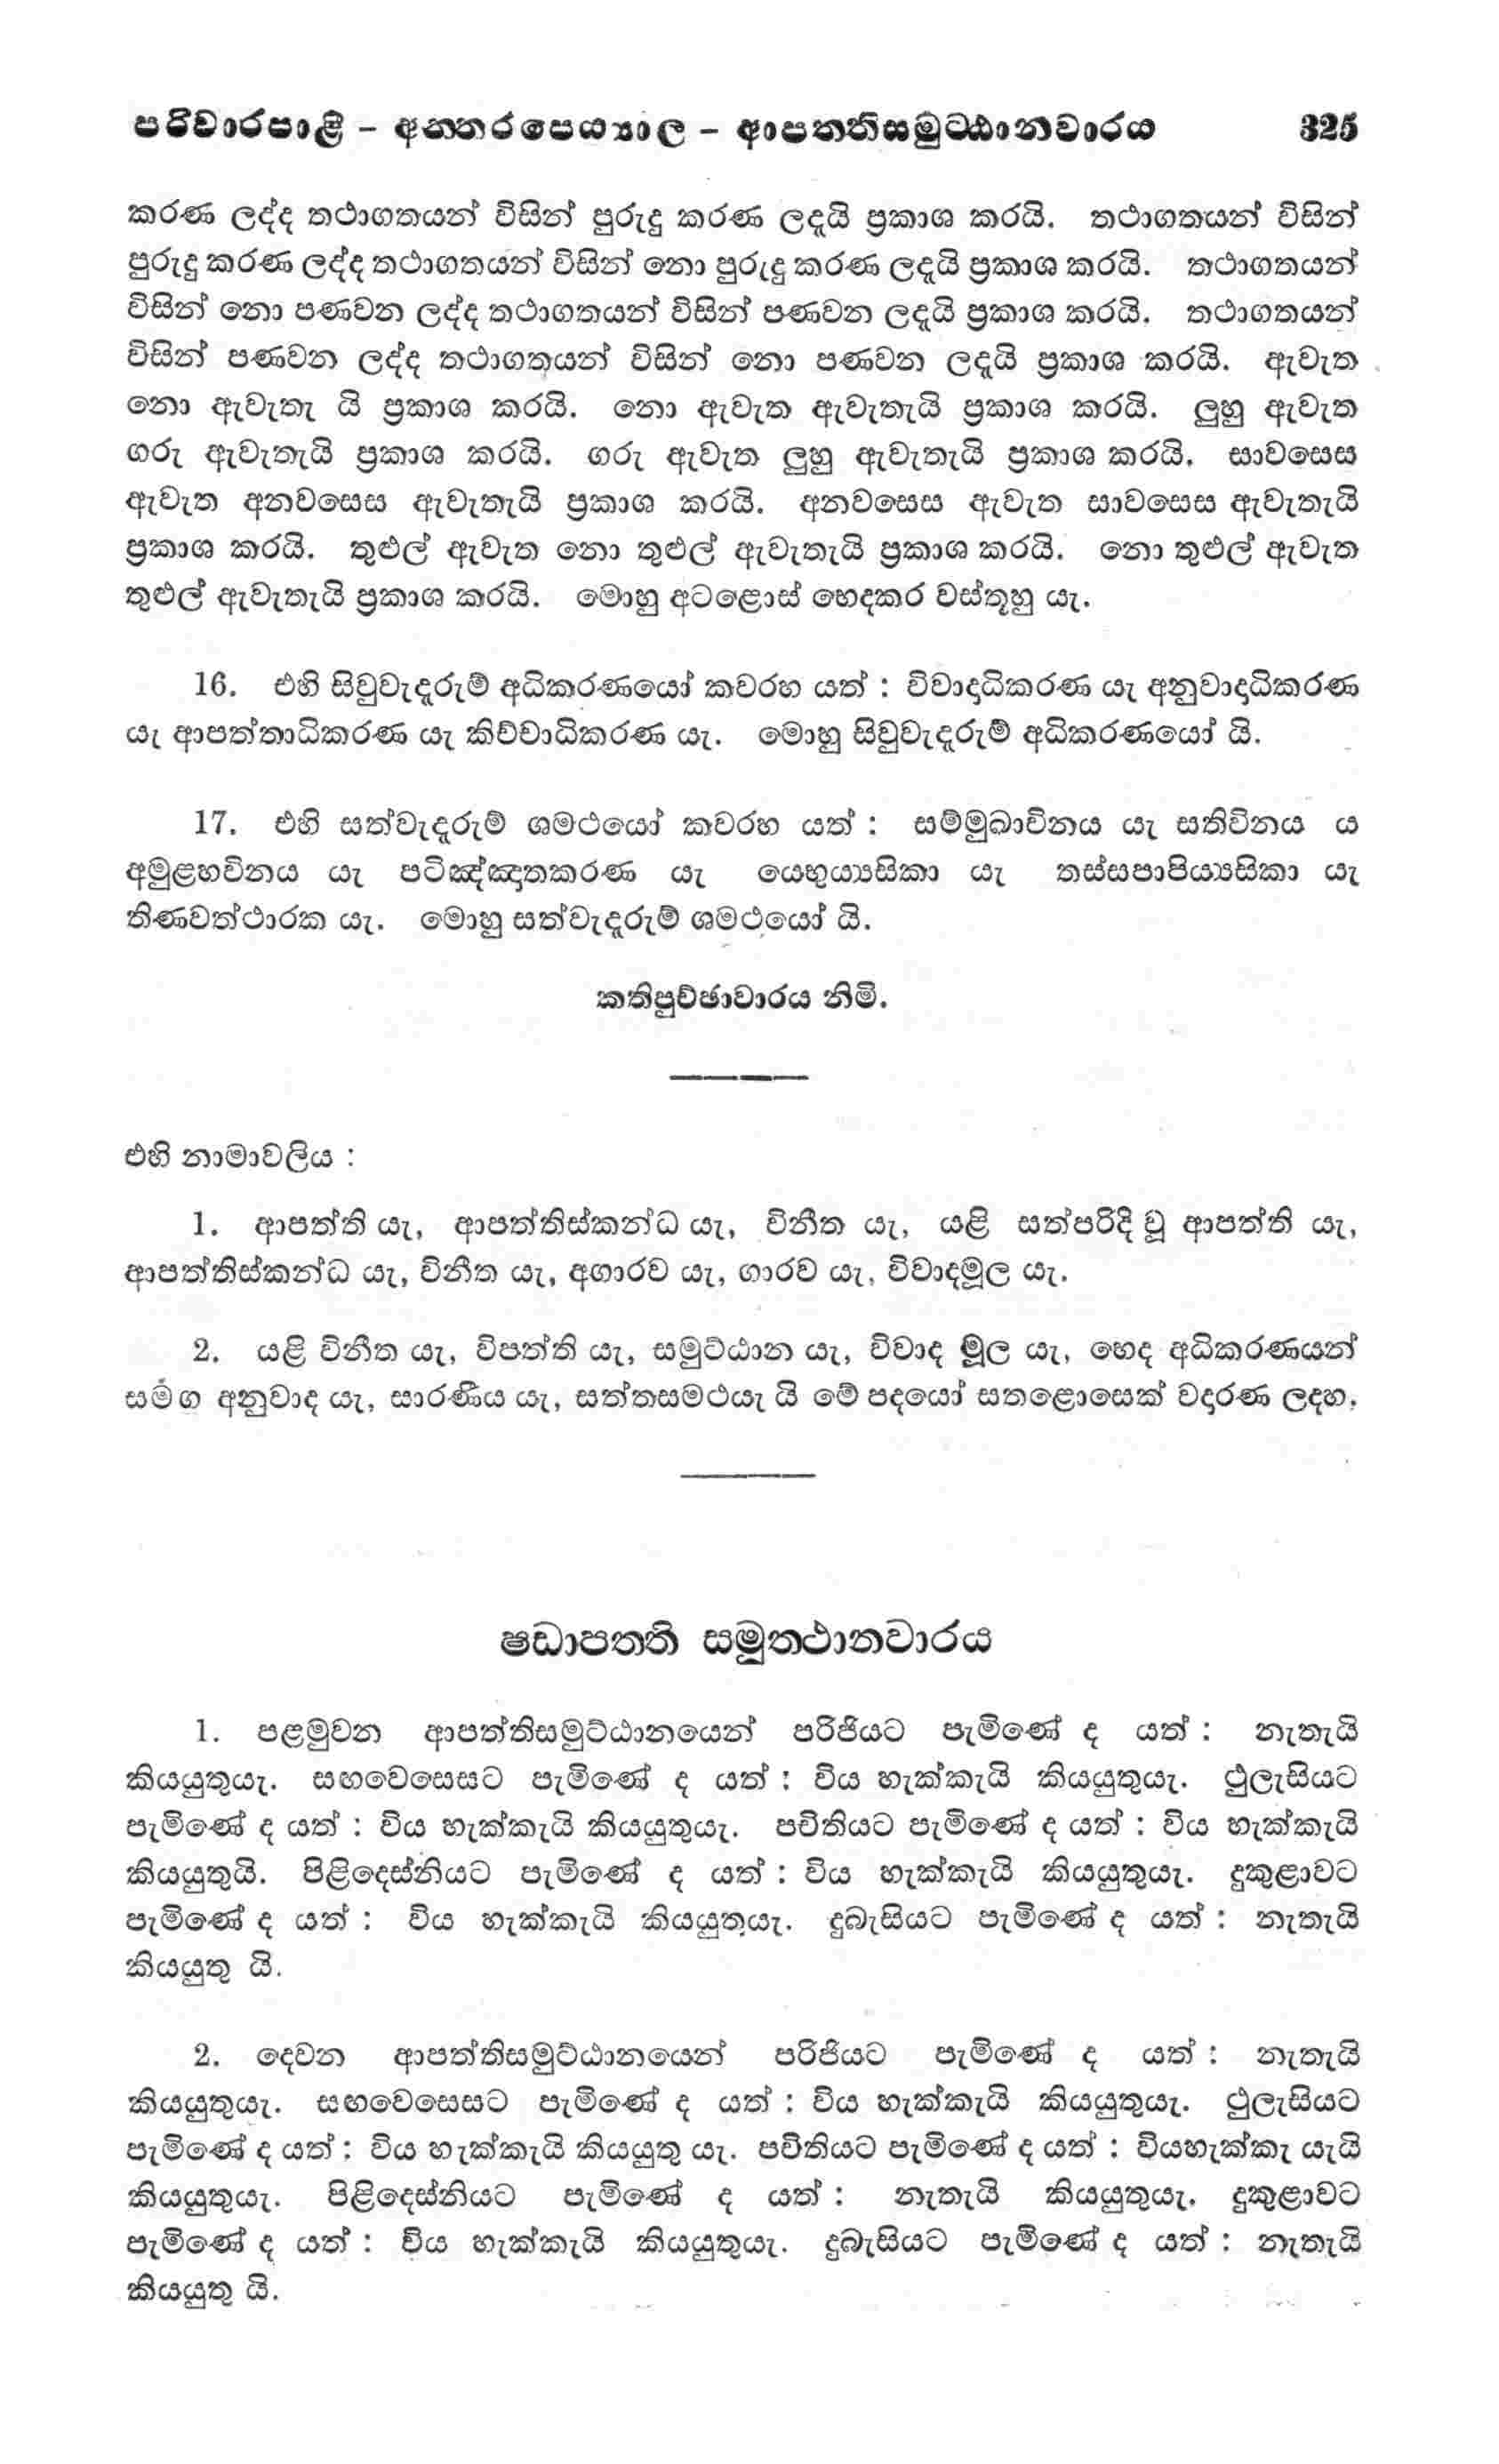 පරිවාරපාළි – අන්තරපෙය්‍යාල – ආපත්තිසමුට්ඨානවාරය 325
කරණ ලද්ද තථාගතයන් විසින් පුරුදු කරණ ලදැයි ප්‍රකාශ කරයි. තථාගතයන් විසින්
පුරුදු කරණ ලද්ද තථාගතයන් විසින් නො පුරුදු කරණ ලදැයි ප්‍රකාශ කරයි. තථාගතයන්
විසින් නො පණවන ලද්ද තථාගතයන් විසින් පණවන ලදැයි ප්‍රකාශ කරයි. තථාගතයන්
විසින් පණවන ලද්ද තථාගතයන් විසින් නො පණවන ලදැයි ප්‍රකාශ කරයි. ඇවැත
නො ඇවැතැ යි ප්‍රකාශ කරයි. නො ඇවැත ඇවැතැයි ප්‍රකාශ කරයි. ලුහු ඇවැත
ගරු ඇවැතැයි ප්‍රකාශ කරයි. ගරු ඇවැත ලුහු ඇවැතැයි ප්‍රකාශ කරයි. සාවසෙස
ඇවැත අනවසෙස ඇවැතැයි ප්‍රකාශ කරයි. අනවසෙස ඇවැත සාවසෙස ඇවැතැයි
ප්‍රකාශ කරයි. තුළුල් ඇවැත නො තුළුල් ඇවැතැයි ප්‍රකාශ කරයි. නො තුළුල් ඇවැත
තුළුල් ඇවැතැයි ප්‍රකාශ කරයි. මොහු අටළොස් භෙදකර වස්තූහු යැ.
16. එහි සිවුවැදෑරුම් අධිකරණයෝ කවරහ යත් : විවාදාධිකරණ යැ අනුවාදාධිකරණ
යැ ආපත්තාධිකරණ යැ කිච්චාධිකරණ යැ. මොහු සිවුවැදෑරුම් අධිකරණයෝ යි.
17. එහි සත්වැදෑරුම් ශමථයෝ කවරහ යත් : සම්මුඛාවිනය යැ සතිවිනය ය
අමූළහවිනය යැ පටිඤ්ඤාතකරණ යැ යෙභුය්‍යසිකා යැ තස්සපාපිය්‍යසිකා යැ
තිණවත්ථාරක යැ. මොහු සත්වැදෑරුම් ශමථයෝ යි.
කතිපුච්ඡාවාරය නිමි.
එහි නාමාවලිය :
1. ආපත්ති යැ, ආපත්තිස්කන්ධ යැ, විනීත යැ, යළි සත්පරිදි වූ ආපත්ති යැ,
ආපත්තිස්කන්ධ යැ, විනීත යැ, අගාරව යැ, ගාරව යැ, විවාදමූල යැ.
2. යළි විනීත යැ, විපත්ති යැ, සමුට්ඨාන යැ, විවාද මූල යැ, භෙද අධිකරණයන්
සමග අනුවාද යැ, සාරණීය යැ, සත්තසමථයැ යි මේ පදයෝ සතළොසෙක් වදාරණ ලදහ.
ෂඩාපත්ති සමුත්ථානවාරය
1. පළමුවන ආපත්තිසමුට්ඨානයෙන් පරිජියට පැමිණේ ද යත් : නැතැයි
කියයුතුයැ. සඟවෙසෙසට පැමිණේ ද යත් : විය හැක්කැයි කියයුතුයැ. ථුලැසියට
පැමිණේ ද යත් : විය හැක්කැයි කියයුතුයැ. පචිතියට පැමිණේ ද යත් : විය හැක්කැයි
කියයුතුයි. පිළිදෙස්නියට පැමිණේ ද යත් : විය හැක්කැයි කියයුතුයැ. දුකුළාවට
පැමිණේ ද යත් : විය හැක්කැයි කියයුතුයැ. දුබැසියට පැමිණේ ද යත් : නැතැයි
කියයුතු යි.
2. දෙවන ආපත්තිසමුට්ඨානයෙන් පරිජියට පැමිණේ ද යත් : නැතැයි
කියයුතුයැ. සඟවෙසෙසට පැමිණේ ද යත් : විය හැක්කැයි කියයුතුයැ. ථුලැසියට
පැමිණේ ද යත් : විය හැක්කැයි කියයුතු යැ. පචිතියට පැමිණේ ද යත් : වියහැක්කැ යැයි
කියයුතුයැ. පිළිදෙස්නියට පැමිණේ ද යත් : නැතැයි කියයුතුයැ. දුකුළාවට
පැමිණේ ද යත් : විය හැක්කැයි කියයුතුයැ. දුබැසියට පැමිණේ ද යත් : නැතැයි
කියයුතු යි.